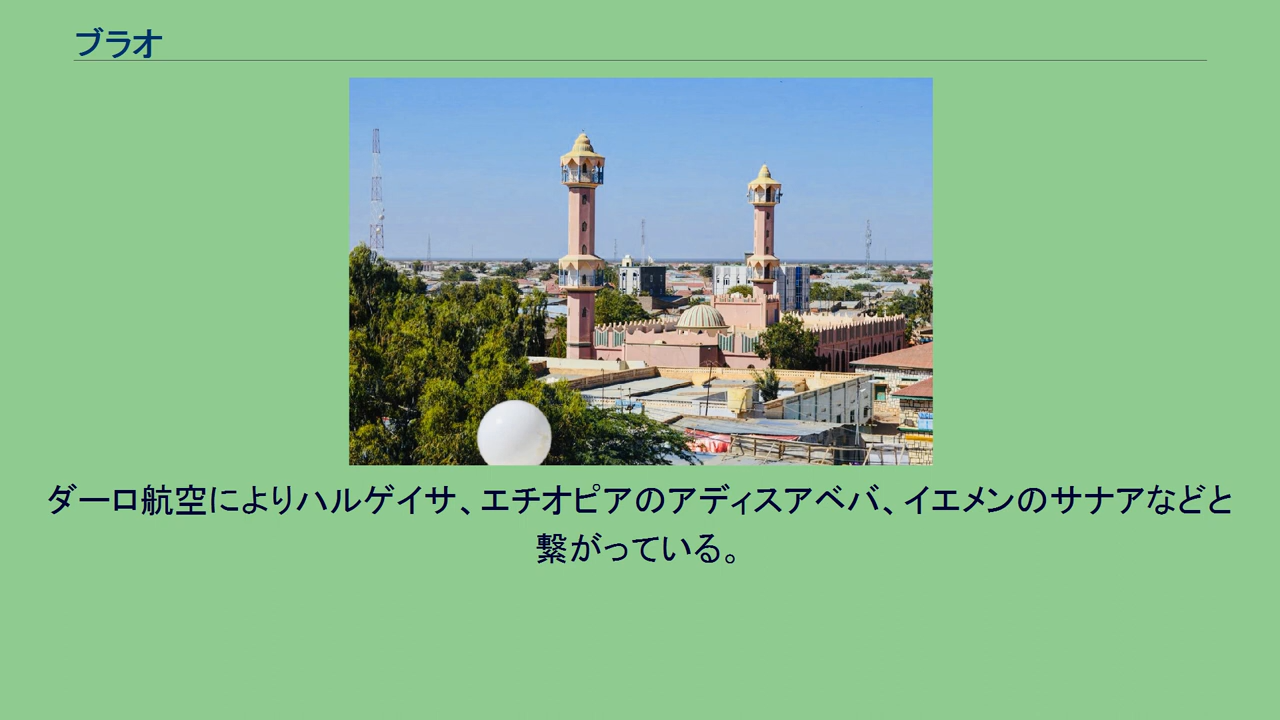 ブラオ
ダーロ航空によりハルゲイサ、エチオピアのアディスアベバ、イエメンのサナアなどと
繋がっている。